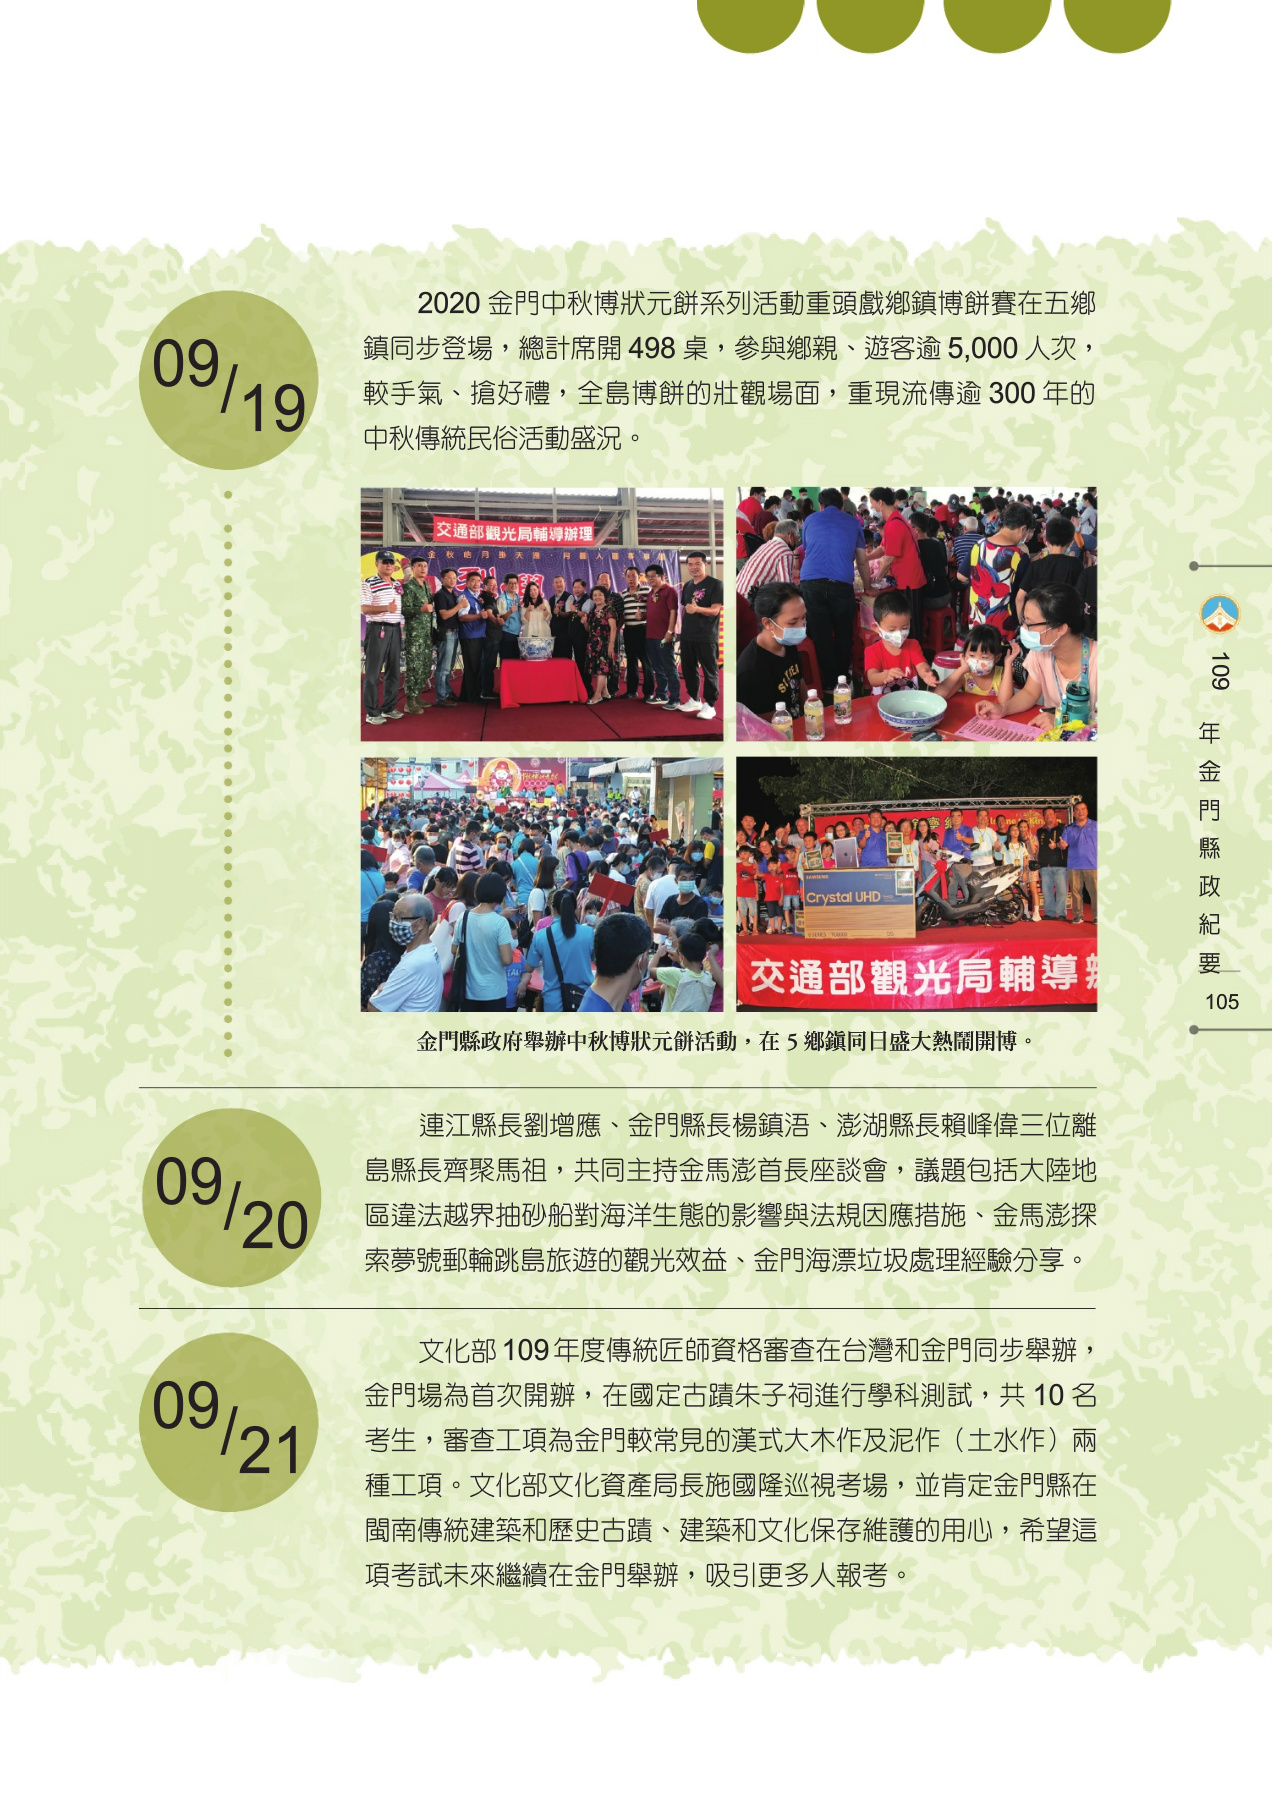 09/19
2020 金門中秋博狀元餅系列活動重頭戲鄉鎮博餅賽在五鄉
鎮同步登場，總計席開 498 桌，參與鄉親、遊客逾 5,000 人次，
較手氣、搶好禮，全島博餅的壯觀場面，重現流傳逾 300 年的
中秋傳統民俗活動盛況。
交通部觀光局輔導辦理
Crystal UHD
交通部觀光局輔導辦
金門縣政府舉辦中秋博狀元餅活動，在 5 鄉鎮同日盛大熱鬧開博。
09/20
連江縣長劉增應、金門縣長楊鎮浯、澎湖縣長賴峰偉三位離
島縣長齊聚馬祖，共同主持金馬澎首長座談會，議題包括大陸地
區違法越界抽砂船對海洋生態的影響與法規因應措施、金馬澎探
索夢號郵輪跳島旅遊的觀光效益、金門海漂垃圾處理經驗分享。
09/21
文化部 109 年度傳統匠師資格審查在台灣和金門同步舉辦，
金門場為首次開辦，在國定古蹟朱子祠進行學科測試，共 10 名
考生，審查工項為金門較常見的漢式大木作及泥作（土水作）兩
種工項。文化部文化資產局長施國隆巡視考場，並肯定金門縣在
閩南傳統建築和歷史古蹟、建築和文化保存維護的用心，希望這
項考試未來繼續在金門舉辦，吸引更多人報考。
109 年金門縣政紀要
105